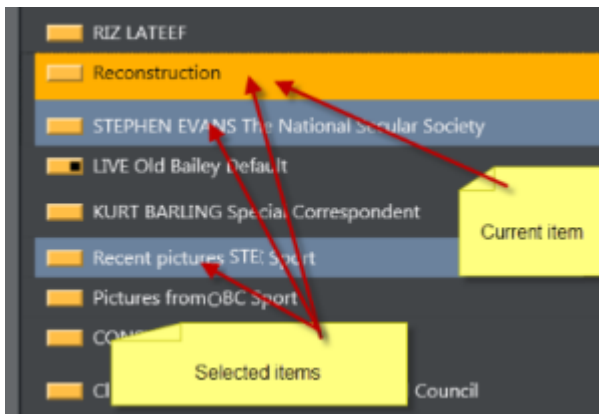 RIZ LATEEF
Reconstruction
STEPHEN EVANS The National Secular Society
LIVE Old Bailey Default
KURT BARLING Special Correspondent
Current item
Recent pictures STE: Sport
Pictures from BC Sport
Selected items
Council